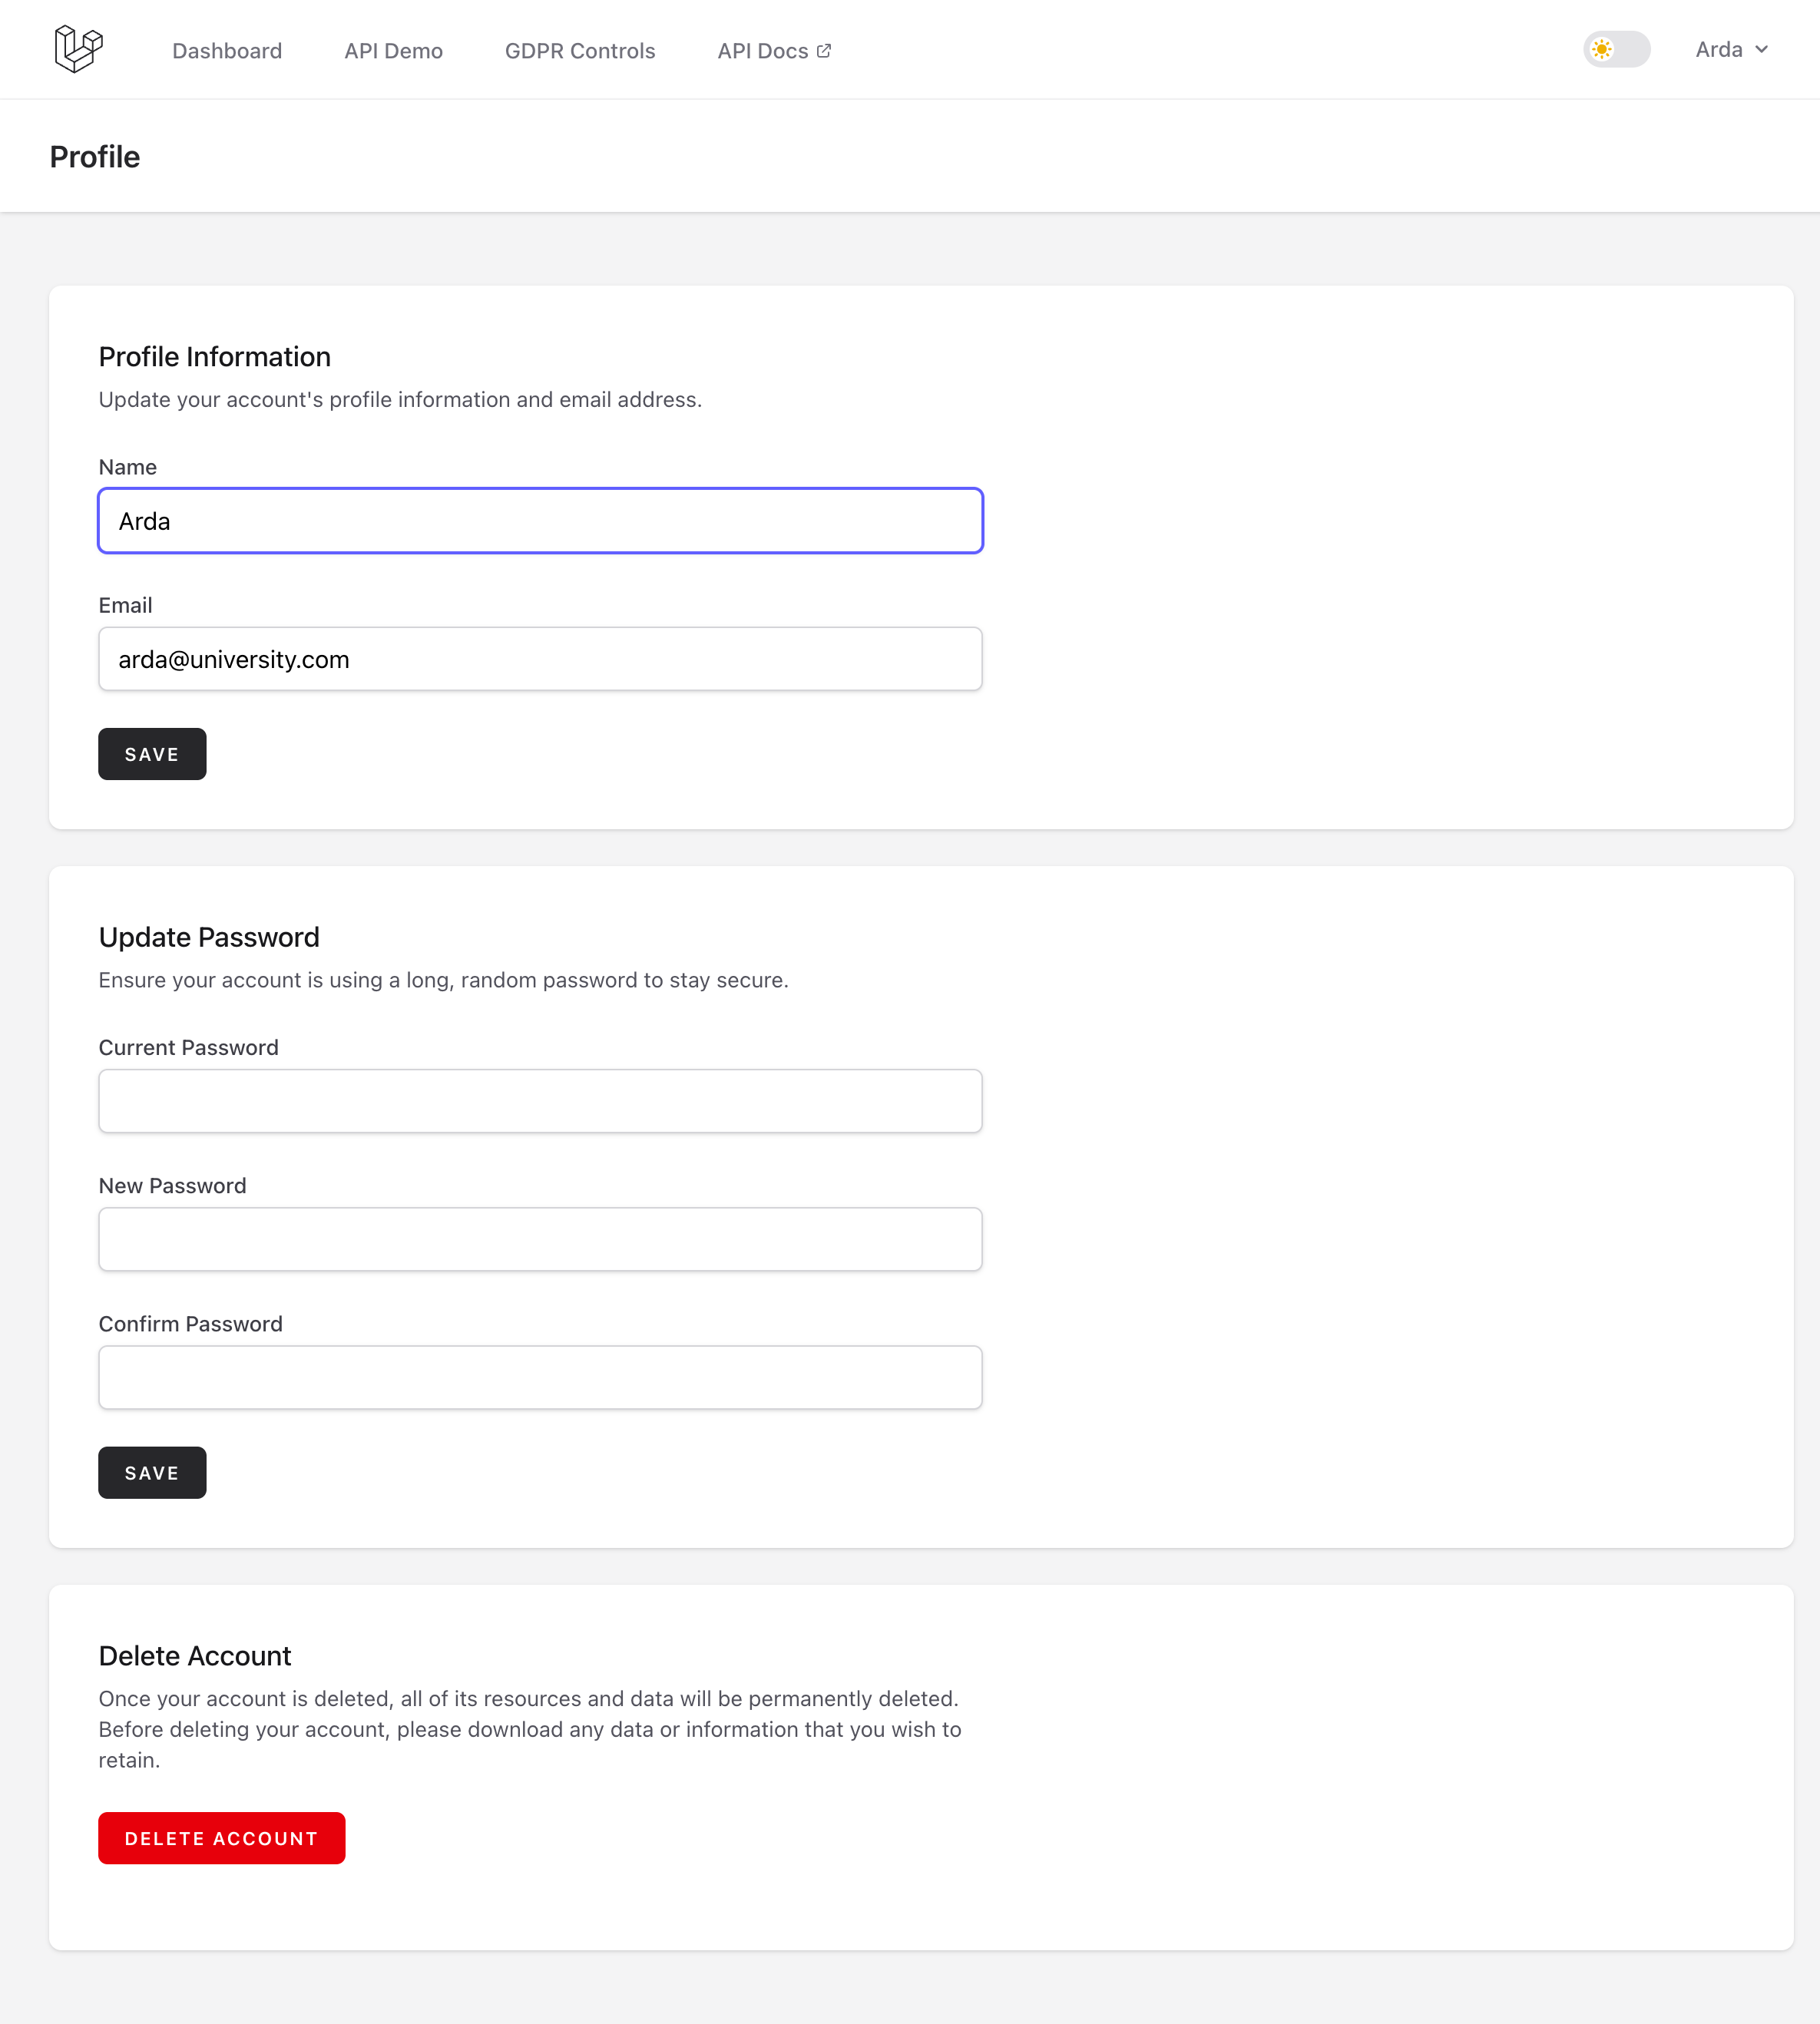 Dashboard API Demo GDPR Controls API Docs Arda
Profile
Profile Information
Update your account's profile information and email address.
Name
Arda
Email
arda@university.com
SAVE
Update Password
Ensure your account is using a long, random password to stay secure.
Current Password
New Password
Confirm Password
SAVE
Delete Account
Once your account is deleted, all of its resources and data will be permanently deleted.
Before deleting your account, please download any data or information that you wish to
retain.
DELETE ACCOUNT